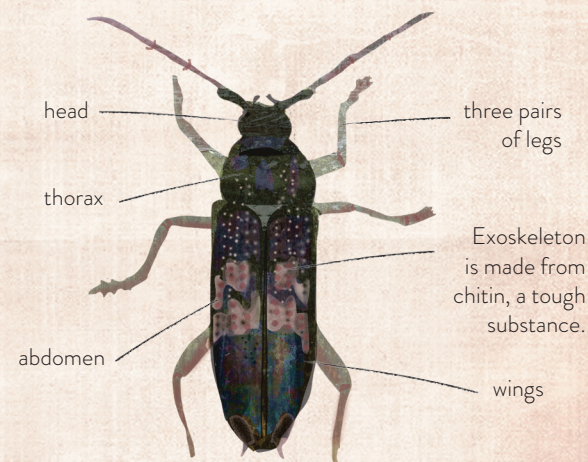 head
three pairs
of legs
thorax
Exoskeleton
is made from
chitin, a tough
substance.
abdomen
wings